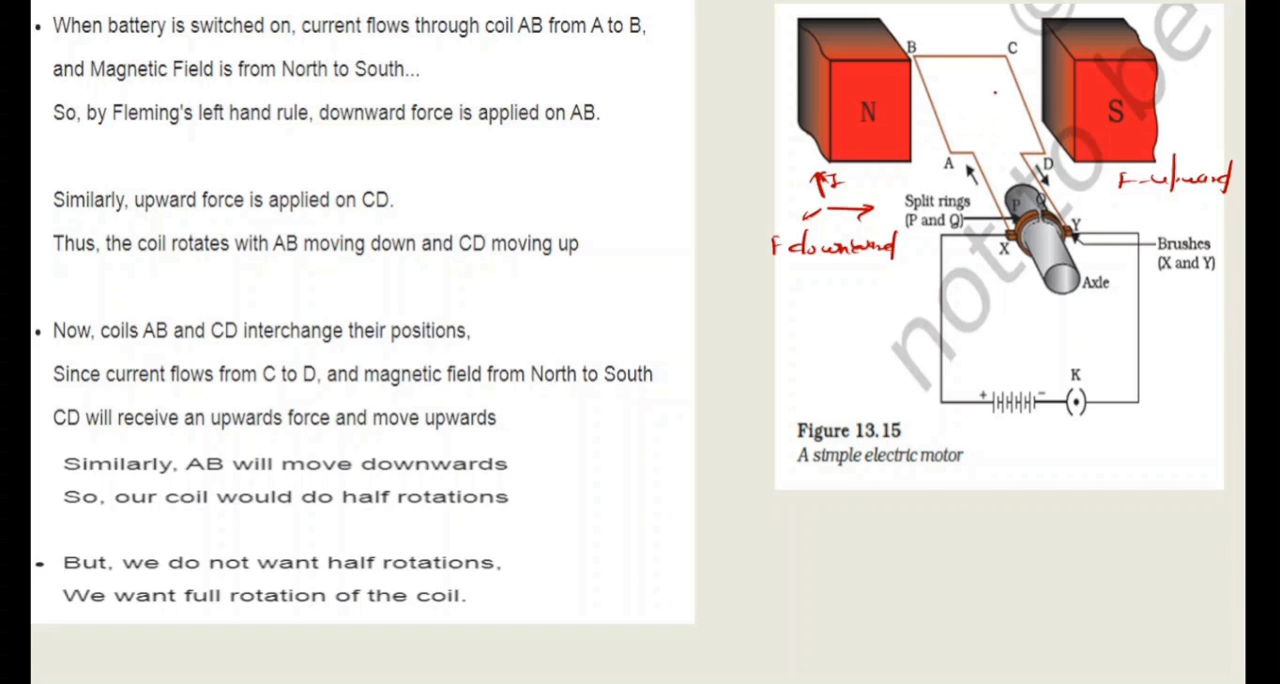 • When battery is switched on, current flows through coil AB from A to B,
and Magnetic Field is from North to South...
So, by Fleming's left hand rule, downward force is applied on AB.
Similarly, upward force is applied on CD.
Thus, the coil rotates with AB moving down and CD moving up
• Now, coils AB and CD interchange their positions,
Since current flows from C to D, and magnetic field from North to South
CD will receive an upwards force and move upwards
Similarly, AB will move downwards
So, our coil would do half rotations
• But, we do not want half rotations,
We want full rotation of the coil.
B
C
N
S
A
D
I
F upward
Split rings
(P and Q)
P
Q
F downward
X
Y
Brushes
(X and Y)
Axle
K
+
−
Figure 13.15
A simple electric motor
not to be